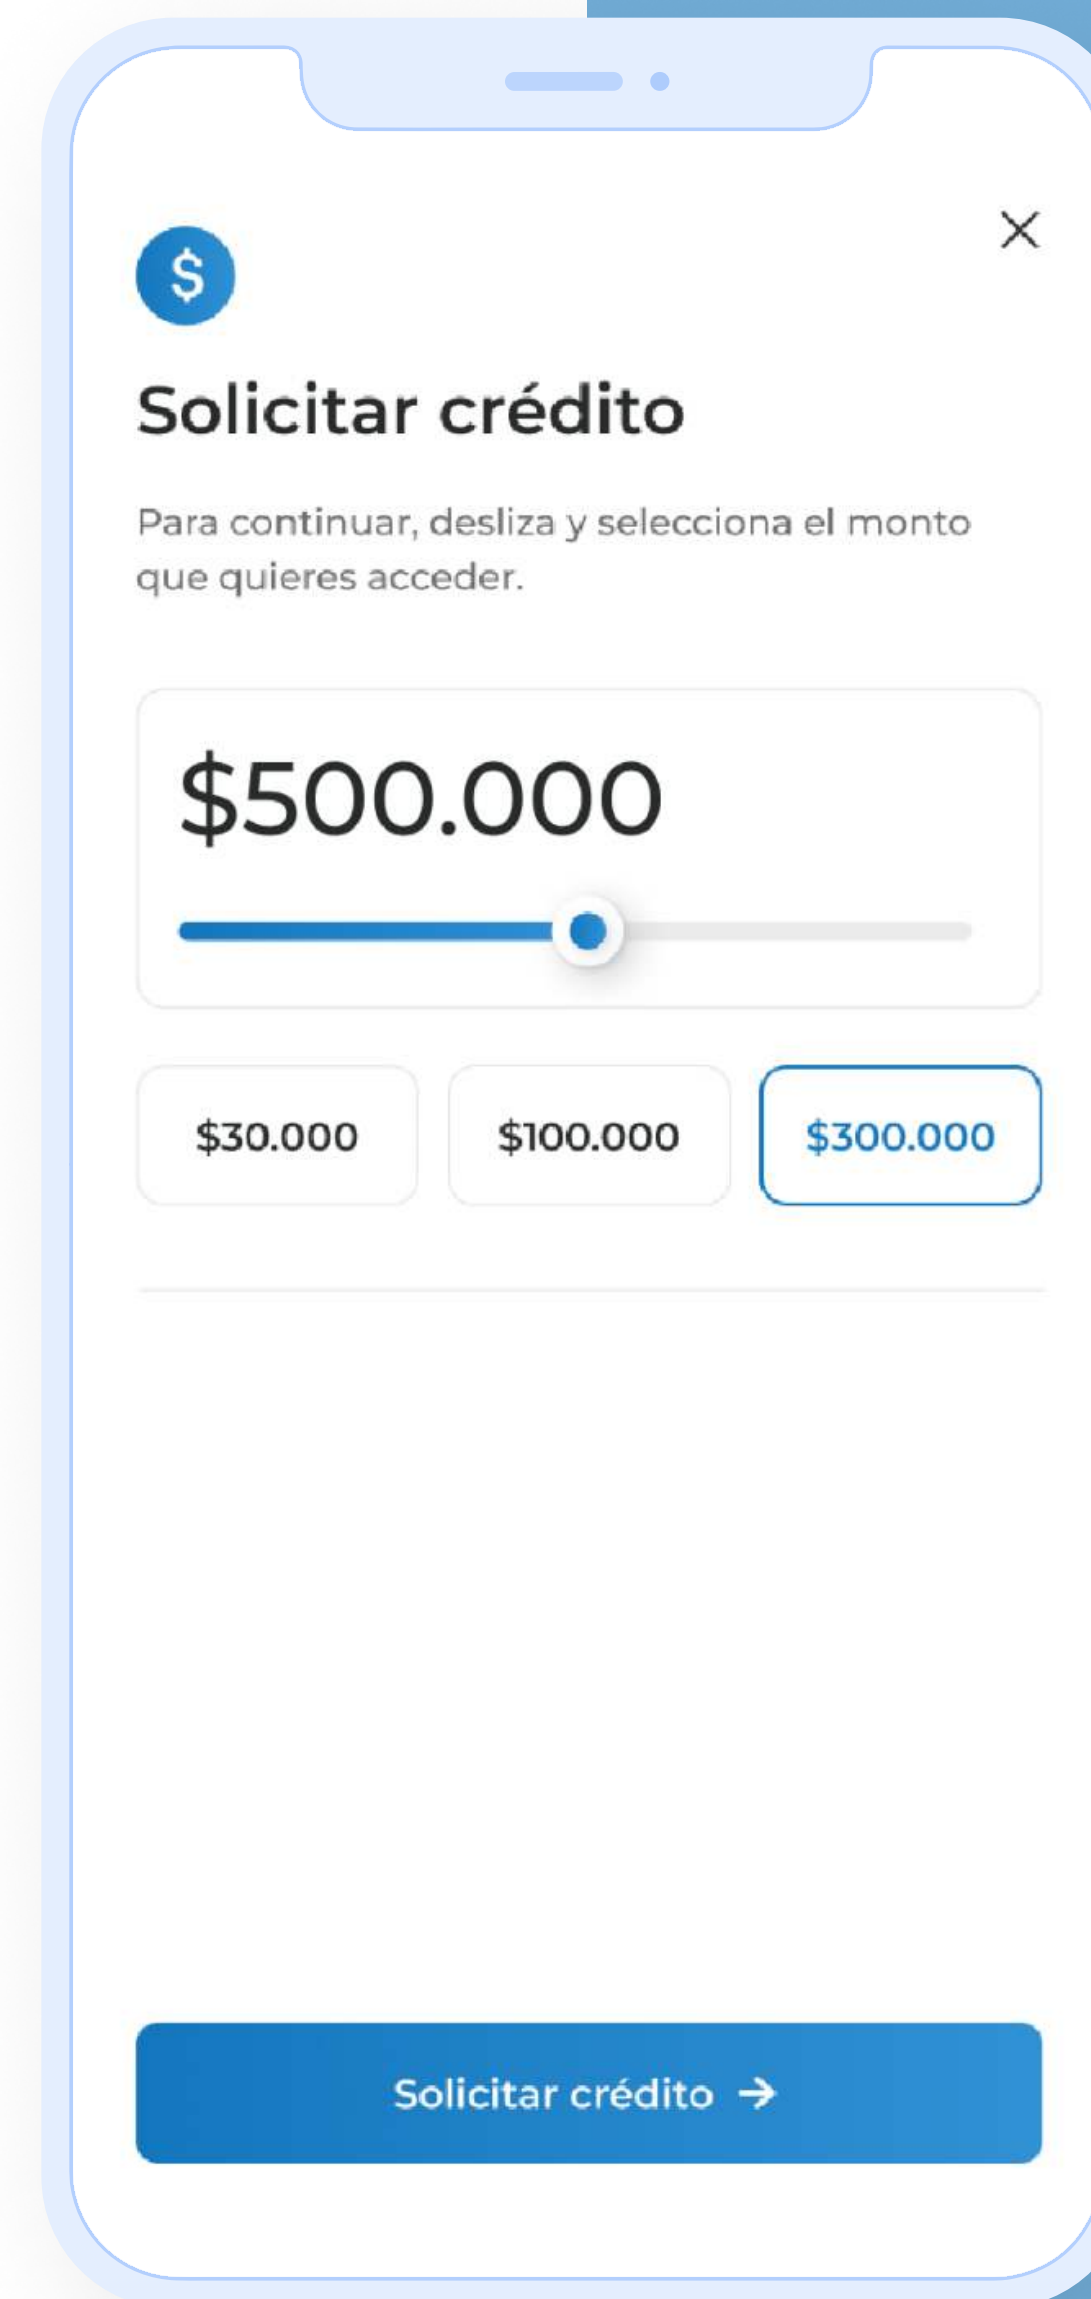 $
Solicitar crédito
Para continuar, desliza y selecciona el monto
que quieres acceder.
$500.000
$30.000 $100.000 $300.000
Solicitar crédito →